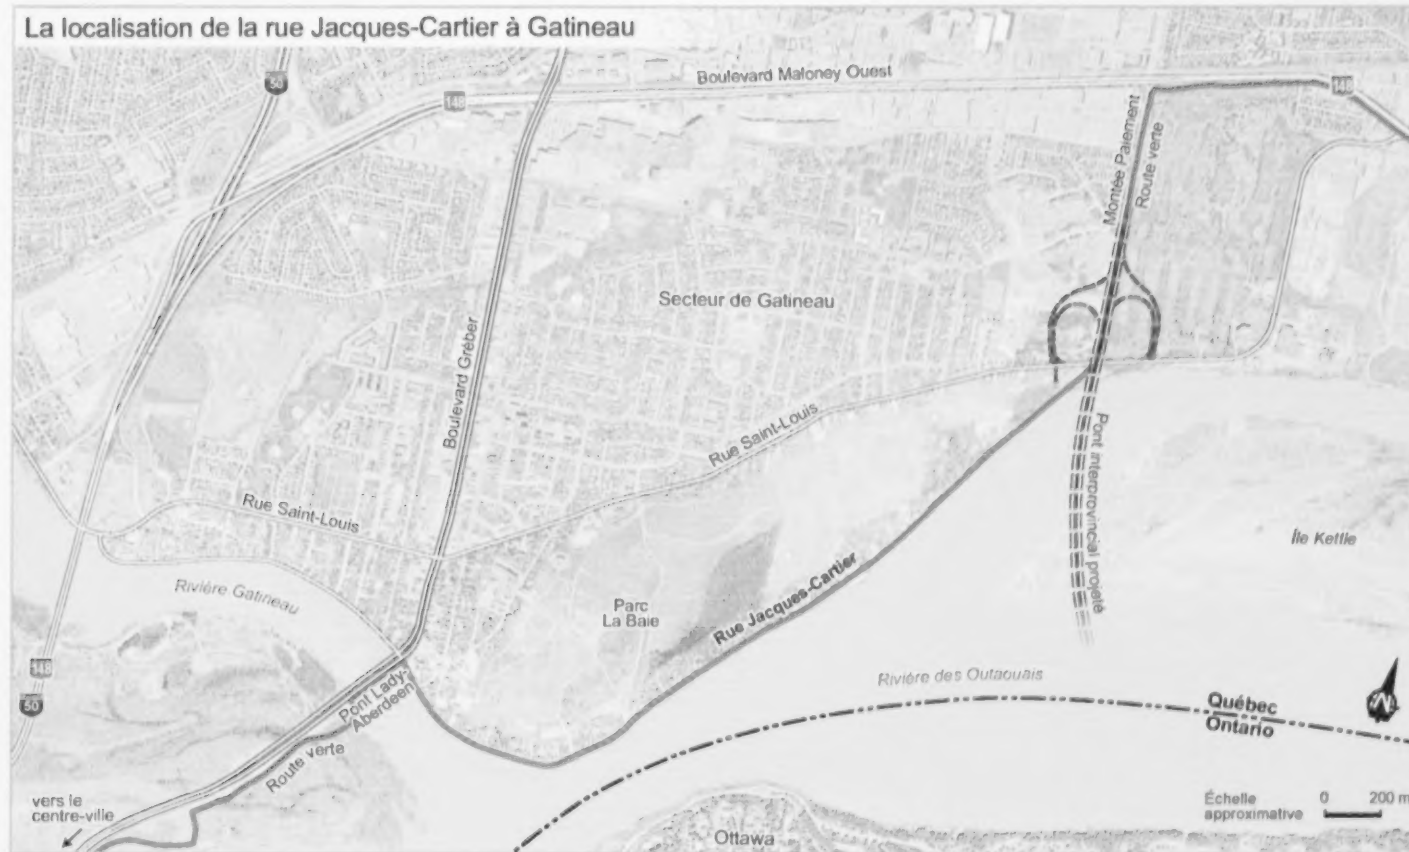 La localisation de la rue Jacques-Cartier à Gatineau
50
148
Boulevard Maloney Ouest
148
Montée Paiement
Route verte
Secteur de Gatineau
Boulevard Gréber
Rue Saint-Louis
Rue Saint-Louis
Pont interprovincial projeté
Île Kettle
Rivière Gatineau
Parc
La Baie
Rue Jacques-Cartier
148
50
Pont Lady-
Aberdeen
Route verte
Rivière des Outaouais
Québec
Ontario
N
vers le
centre-ville
Échelle
approximative
0 200 m
Ottawa